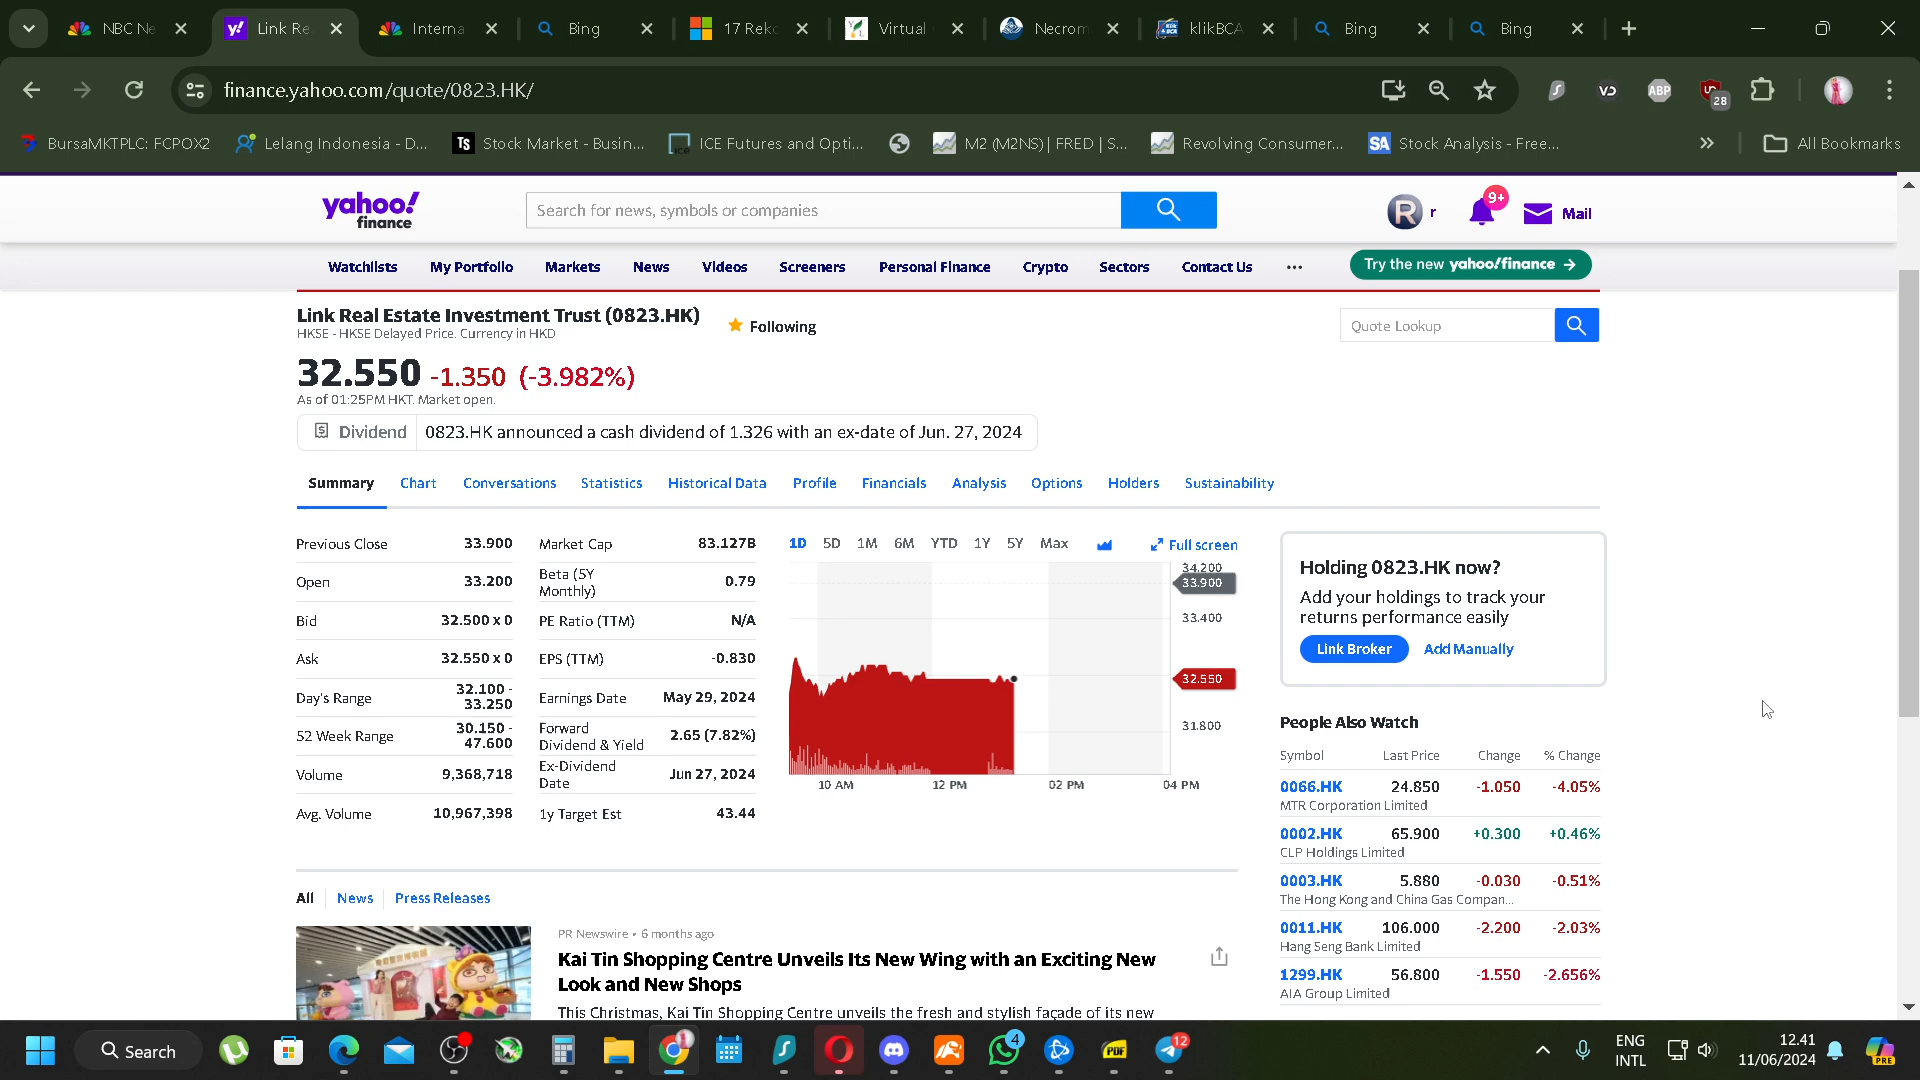 NBC Ne
Link Re
Interna
Bing
17 Reko
Virtual
Necrom
klikBCA
Bing
Bing
finance.yahoo.com/quote/0823.HK/
ABP
28
BursaMKTPLC: FCPOX2
Lelang Indonesia - D...
Ts
Stock Market - Busin...
ICE Futures and Opti...
M2 (M2NS) | FRED | S...
Revolving Consumer...
SA
Stock Analysis - Free...
All Bookmarks
yahoo!
finance
Search for news, symbols or companies
R
r
9+
Mail
Watchlists
My Portfolio
Markets
News
Videos
Screeners
Personal Finance
Crypto
Sectors
Contact Us
...
Try the new yahoo!finance
Link Real Estate Investment Trust (0823.HK)
HKSE - HKSE Delayed Price. Currency in HKD
Following
Quote Lookup
32.550 -1.350 (-3.982%)
As of 01:25PM HKT. Market open.
Dividend
0823.HK announced a cash dividend of 1.326 with an ex-date of Jun. 27, 2024
Summary
Chart
Conversations
Statistics
Historical Data
Profile
Financials
Analysis
Options
Holders
Sustainability
Previous Close 33.900
Open 33.200
Bid 32.500 x 0
Ask 32.550 x 0
Day's Range 32.100 -
33.250
52 Week Range 30.150 -
47.600
Volume 9,368,718
Avg. Volume 10,967,398
Market Cap 83.127B
Beta (5Y
Monthly) 0.79
PE Ratio (TTM) N/A
EPS (TTM) -0.830
Earnings Date May 29, 2024
Forward
Dividend & Yield 2.65 (7.82%)
Ex-Dividend
Date Jun 27, 2024
1y Target Est 43.44
1D 5D 1M 6M YTD 1Y 5Y Max
Full screen
34.200
33.900
33.400
32.550
31.800
10 AM 12 PM 02 PM 04 PM
Holding 0823.HK now?
Add your holdings to track your
returns performance easily
Link Broker
Add Manually
People Also Watch
Symbol Last Price Change % Change
0066.HK 24.850 -1.050 -4.05%
MTR Corporation Limited
0002.HK 65.900 +0.300 +0.46%
CLP Holdings Limited
0003.HK 5.880 -0.030 -0.51%
The Hong Kong and China Gas Compan...
0011.HK 106.000 -2.200 -2.03%
Hang Seng Bank Limited
1299.HK 56.800 -1.550 -2.656%
AIA Group Limited
All
News
Press Releases
PR Newswire • 6 months ago
Kai Tin Shopping Centre Unveils Its New Wing with an Exciting New
Look and New Shops
This Christmas, Kai Tin Shopping Centre unveils the fresh and stylish façade of its new
Search
4
PDF
12
ENG
INTL
12.41
11/06/2024
PRE